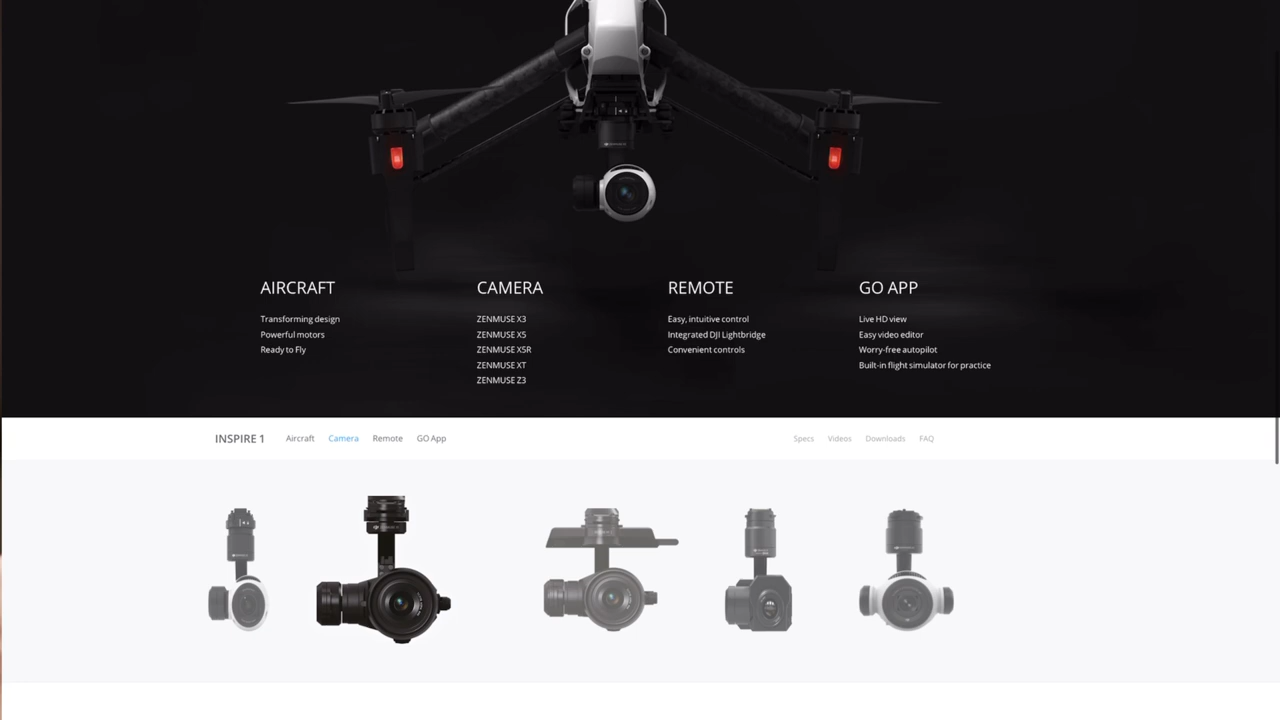 AIRCRAFT
Transforming design
Powerful motors
Ready to Fly
CAMERA
ZENMUSE X3
ZENMUSE X5
ZENMUSE X5R
ZENMUSE XT
ZENMUSE Z3
REMOTE
Easy, intuitive control
Integrated DJI Lightbridge
Convenient controls
GO APP
Live HD view
Easy video editor
Worry-free autopilot
Built-in flight simulator for practice
INSPIRE 1 Aircraft Camera Remote GO App Specs Videos Downloads FAQ